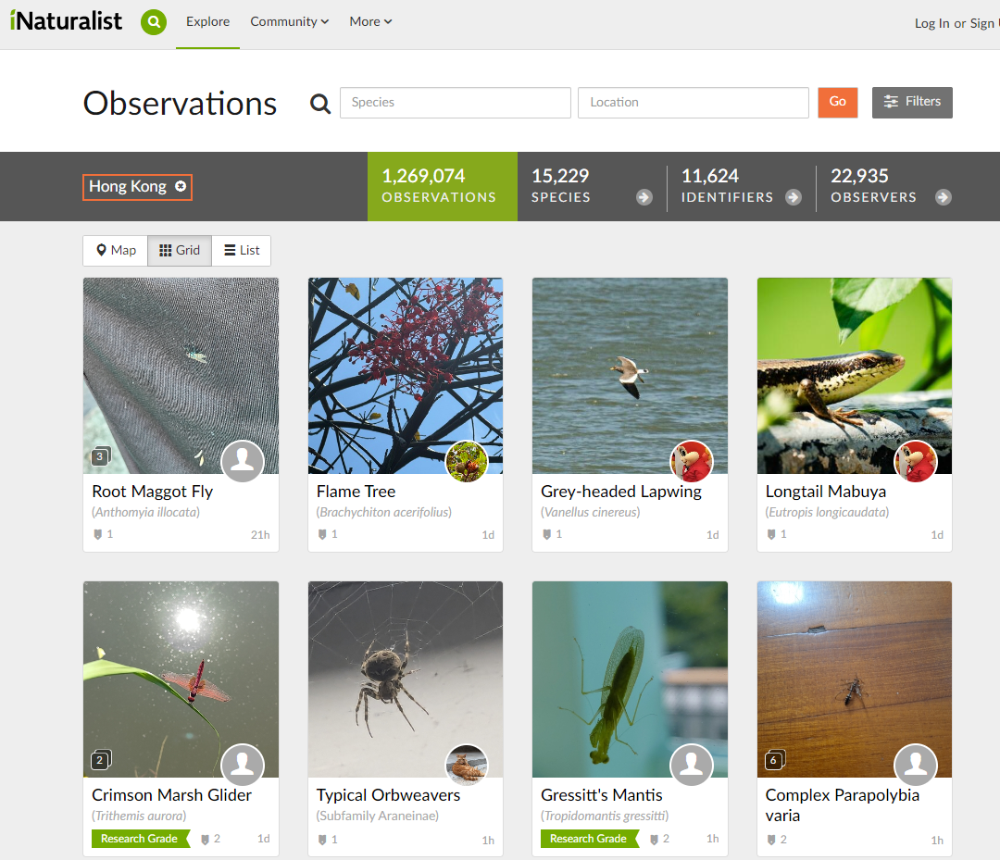 iNaturalist
Explore
Community
More
Log In or Sign
Observations
Species
Location
Go
Filters
Hong Kong
1,269,074
OBSERVATIONS
15,229
SPECIES
11,624
IDENTIFIERS
22,935
OBSERVERS
Map
Grid
List
3
Root Maggot Fly
(Anthomyia illocata)
1
21h
Flame Tree
(Brachychiton acerifolius)
1
1d
Grey-headed Lapwing
(Vanellus cinereus)
1
1d
Longtail Mabuya
(Eutropis longicaudata)
1
1d
2
Crimson Marsh Glider
(Trithemis aurora)
Research Grade
2
1d
Typical Orbweavers
(Subfamily Araneinae)
1
1h
Gressitt's Mantis
(Tropidomantis gressitti)
Research Grade
2
1h
6
Complex Parapolybia
varia
2
1h